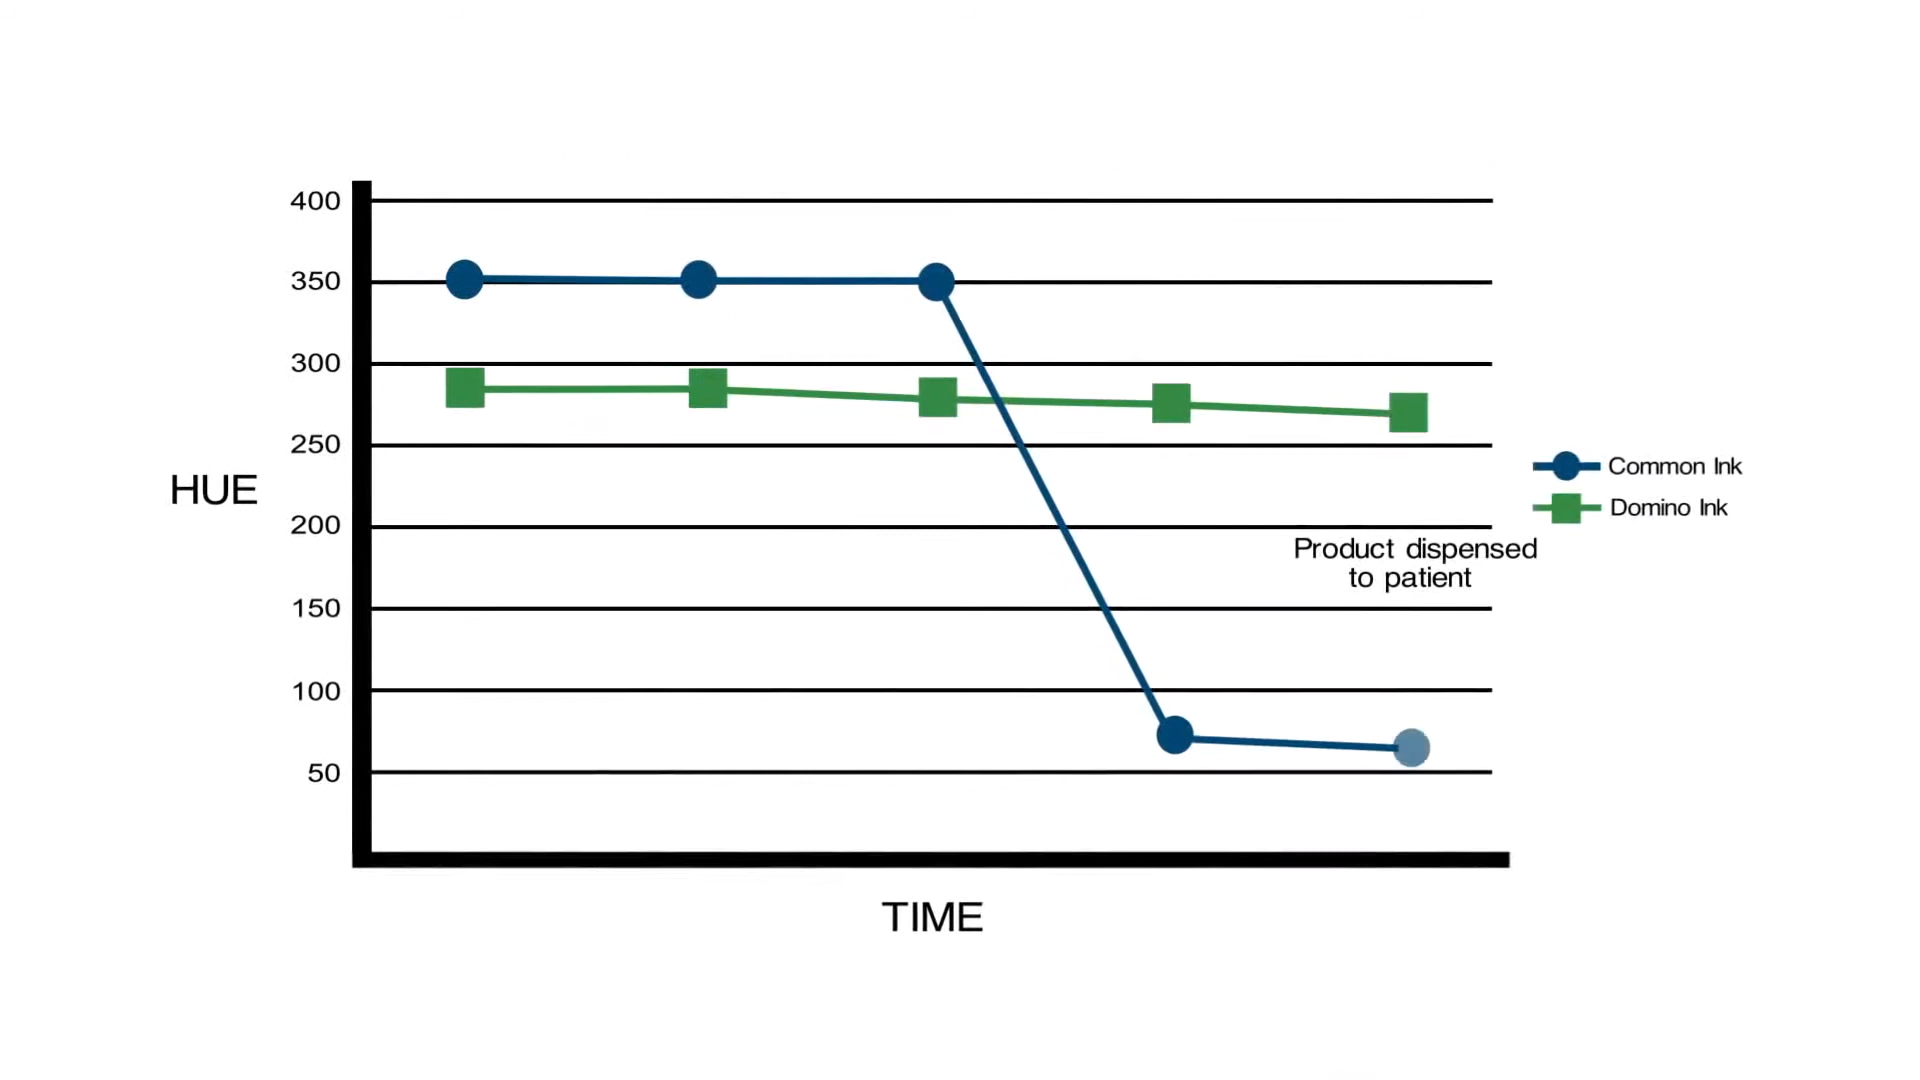 400
350
300
250
HUE
200
150
100
50
TIME
Common Ink
Domino Ink
Product dispensed
to patient